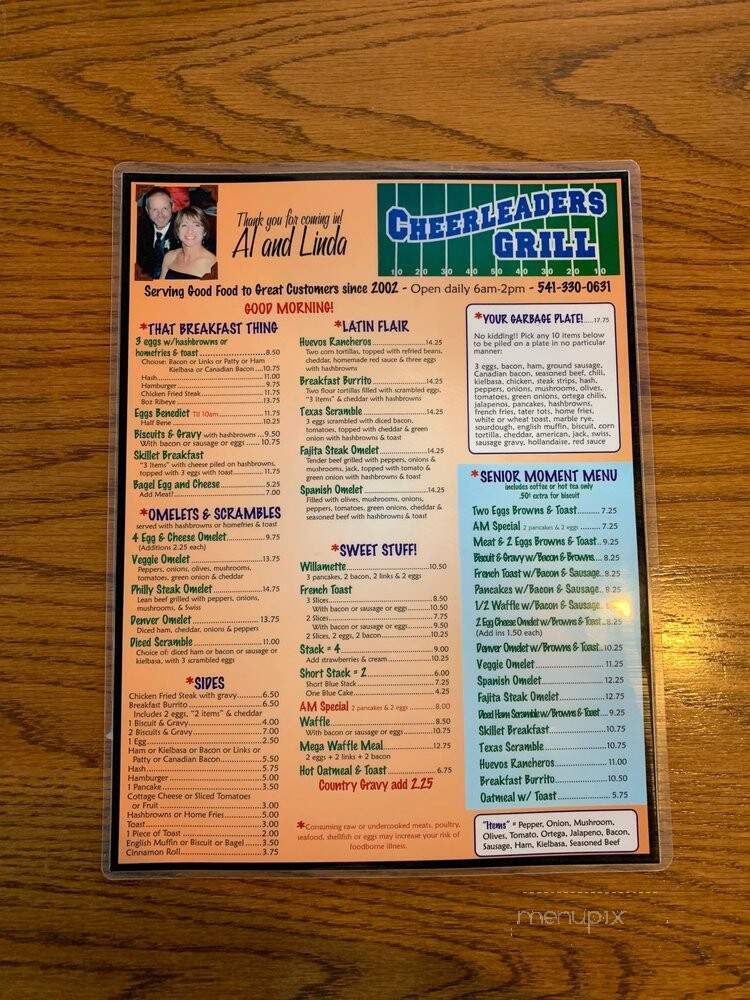 Thank you for coming in!
Al and Linda
CHEERLEADERS
GRILL
10 20 30 40 50 40 30 20 10
Serving Good Food to Great Customers since 2002 - Open daily 6am-2pm - 541-330-0631
GOOD MORNING!
*THAT BREAKFAST THING
3 eggs w/hashbrowns or
homefries & toast 8.50
Choose: Bacon or Links or Patty or Ham
Kielbasa or Canadian Bacon 10.75
Hash 11.00
Hamburger 9.75
Chicken Fried Steak 11.75
8oz Ribeye 13.75
Eggs Benedict Til 10am 11.75
Half Bene 10.25
Biscuits & Gravy with hashbrowns 9.50
With bacon or sausage or eggs 10.75
Skillet Breakfast
"3 Items" with cheese piled on hashbrowns,
topped with 3 eggs with toast 11.75
Bagel Egg and Cheese 5.25
Add Meat? 7.00
*OMELETS & SCRAMBLES
served with hashbrowns or homefries & toast
4 Egg & Cheese Omelet 9.75
(Additions 2.25 each)
Veggie Omelet 13.75
Peppers, onions, olives, mushrooms,
tomatoes, green onion & cheddar
Philly Steak Omelet 14.75
Lean beef grilled with peppers, onions,
mushrooms, & Swiss
Denver Omelet 13.75
Diced ham, cheddar, onions & peppers
Diced Scramble 11.00
Choice of: diced ham or bacon or sausage or
kielbasa, with 3 scrambled eggs
*SIDES
Chicken Fried Steak with gravy 6.50
Breakfast Burrito 6.50
Includes 2 eggs, "2 items" & cheddar
1 Biscuit & Gravy 4.00
2 Biscuits & Gravy 7.00
1 Egg 2.50
Ham or Kielbasa or Bacon or Links or
Patty or Canadian Bacon 5.50
Hash 5.75
Hamburger 5.00
1 Pancake 3.50
Cottage Cheese or Sliced Tomatoes
or Fruit 3.00
Hashbrowns or Home Fries 5.00
Toast 3.00
1 Piece of Toast 2.00
English Muffin or Biscuit or Bagel 3.50
Cinnamon Roll 3.75
*LATIN FLAIR
Huevos Rancheros 14.25
Two corn tortillas, topped with refried beans,
cheddar, homemade red sauce & three eggs
with hashbrowns
Breakfast Burrito 14.25
Two flour tortillas filled with scrambled eggs,
"3 Items" & cheddar with hashbrowns
Texas Scramble 14.25
3 eggs scrambled with diced bacon,
tomatoes, topped with cheddar & green
onion with hashbrowns & toast
Fajita Steak Omelet 14.25
Tender beef grilled with peppers, onions &
mushrooms, jack, topped with tomato &
green onion with hashbrowns & toast
Spanish Omelet 14.25
Filled with olives, mushrooms, onions,
peppers, tomatoes, green onions, cheddar &
seasoned beef with hashbrowns & toast
*SWEET STUFF!
Willamette 10.50
3 pancakes, 2 bacon, 2 links & 2 eggs
French Toast
3 Slices 8.50
With bacon or sausage or eggs 10.50
2 Slices 7.75
With bacon or sausage or eggs 9.50
2 Slices, 2 eggs, 2 bacon 10.25
Stack = 4 9.00
Add strawberries & cream 10.25
Short Stack = 2 6.00
Short Blue Stack 7.25
One Blue Cake 4.25
AM Special 2 pancakes & 2 eggs 8.00
Waffle 8.50
With bacon or sausage or eggs 10.75
Mega Waffle Meal 12.75
2 eggs + 2 links + 2 bacon
Hot Oatmeal & Toast 6.75
Country Gravy add 2.25
*Consuming raw or undercooked meats, poultry,
seafood, shellfish or eggs may increase your risk of
foodborne illness.
*YOUR GARBAGE PLATE! 17.75
No kidding!! Pick any 10 items below
to be piled on a plate in no particular
manner:
3 eggs, bacon, ham, ground sausage,
Canadian bacon, seasoned beef, chili,
kielbasa, chicken, steak strips, hash,
peppers, onions, mushrooms, olives,
tomatoes, green onions, ortega chilis,
jalapenos, pancakes, hashbrowns,
french fries, tater tots, home fries,
white or wheat toast, marble rye,
sourdough, english muffin, biscuit, corn
tortilla, cheddar, american, jack, swiss,
sausage gravy, hollandaise, red sauce
*SENIOR MOMENT MENU
includes coffee or hot tea only
.50¢ extra for biscuit
Two Eggs Browns & Toast 7.25
AM Special 2 pancakes & 2 eggs 7.25
Meat & 2 Eggs Browns & Toast 9.25
Biscuit & Gravy w/Bacon & Browns 8.25
French Toast w/Bacon & Sausage 8.25
Pancakes w/Bacon & Sausage 8.25
1/2 Waffle w/Bacon & Sausage
2 Egg Cheese Omelet w/Browns & Toast 8.25
(Add ins 1.50 each)
Denver Omelet w/Browns & Toast 10.25
Veggie Omelet 11.25
Spanish Omelet 12.25
Fajita Steak Omelet 12.75
Diced Ham Scramble w/Browns & Toast 9.25
Skillet Breakfast 10.75
Texas Scramble 10.75
Huevos Rancheros 11.00
Breakfast Burrito 10.50
Oatmeal w/ Toast 5.75
"Items" = Pepper, Onion, Mushroom,
Olives, Tomato, Ortega, Jalapeno, Bacon,
Sausage, Ham, Kielbasa, Seasoned Beef
menupix